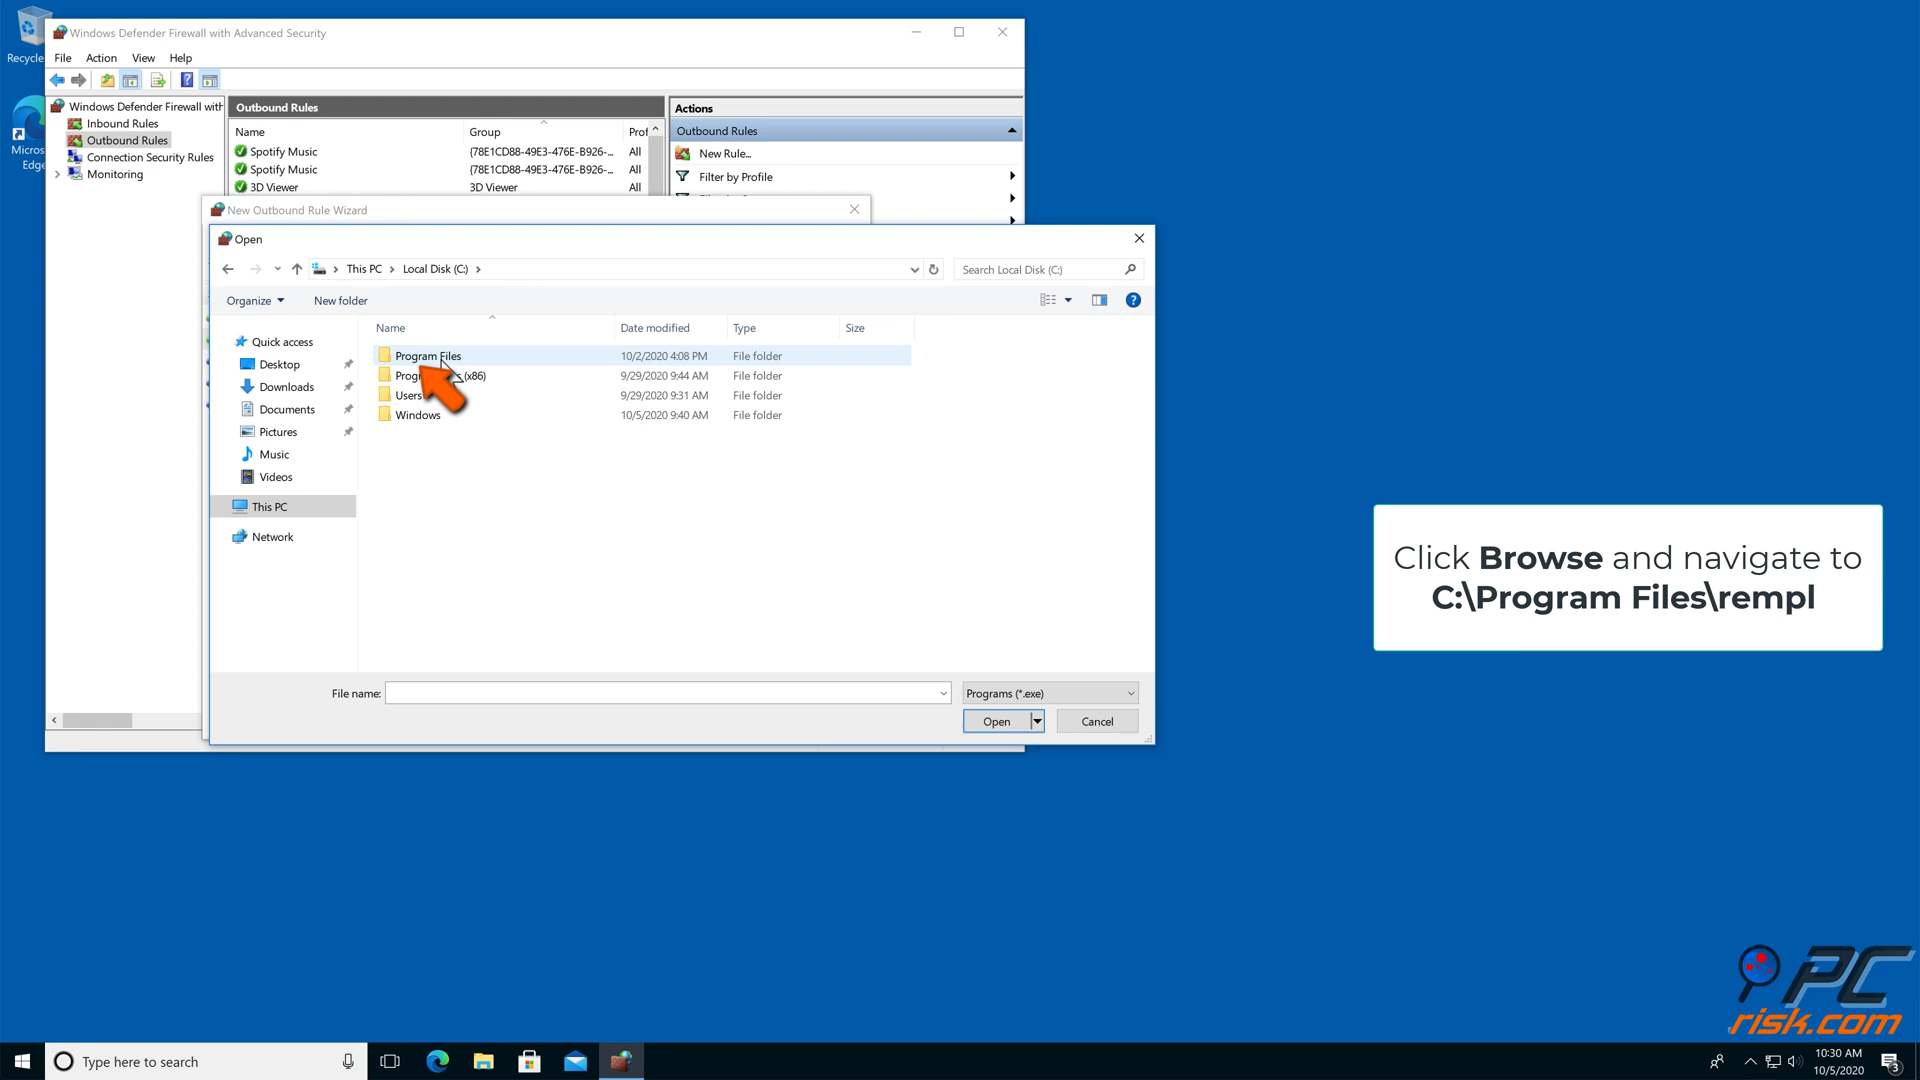 Recycle
Microso
Edge
Windows Defender Firewall with Advanced Security
File Action View Help
Windows Defender Firewall with
Inbound Rules
Outbound Rules
Connection Security Rules
Monitoring
Outbound Rules
Name Group Prof
Spotify Music {78E1CD88-49E3-476E-B926-... All
Spotify Music {78E1CD88-49E3-476E-B926-... All
3D Viewer 3D Viewer All
Actions
Outbound Rules
New Rule...
Filter by Profile
New Outbound Rule Wizard
Open
This PC Local Disk (C:)
Search Local Disk (C:)
Organize New folder
Quick access
Desktop
Downloads
Documents
Pictures
Music
Videos
This PC
Network
Name Date modified Type Size
Program Files 10/2/2020 4:08 PM File folder
(x86) 9/29/2020 9:44 AM File folder
Users 9/29/2020 9:31 AM File folder
Windows 10/5/2020 9:40 AM File folder
File name:
Programs (*.exe)
Open Cancel
Click Browse and navigate to
C:\Program Files\rempl
PC
risk.com
Type here to search
10:30 AM
10/5/2020
3